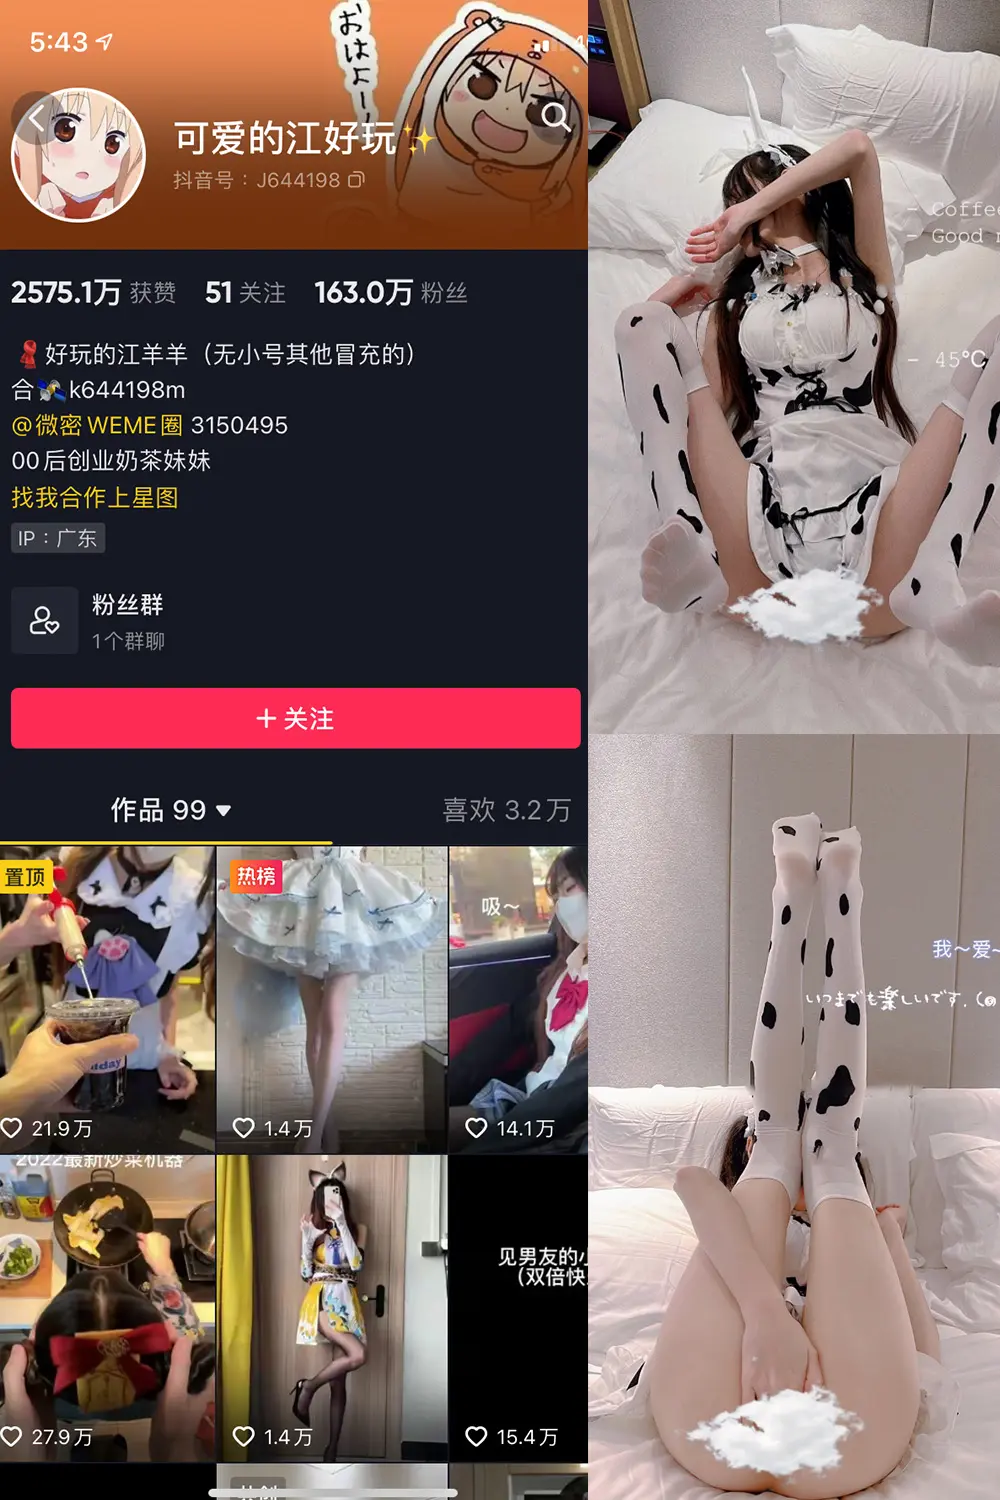 5:43
おはよー
可爱的江好玩✨
抖音号：J644198
2575.1万 获赞 51 关注 163.0万 粉丝
好玩的江羊羊（无小号其他冒充的）
合🛰️k644198m
@微密WEME圈 3150495
00后创业奶茶妹妹
找我合作上星图
IP：广东
粉丝群
1个群聊
+ 关注
作品 99 喜欢 3.2万
置顶
热榜
吸~
21.9万
1.4万
14.1万
2022最新炒菜机器
见男友的
(双倍快
27.9万
1.4万
15.4万
- Coffee
- Good
- 45°C
我~爱~
いつまでも楽しいです.